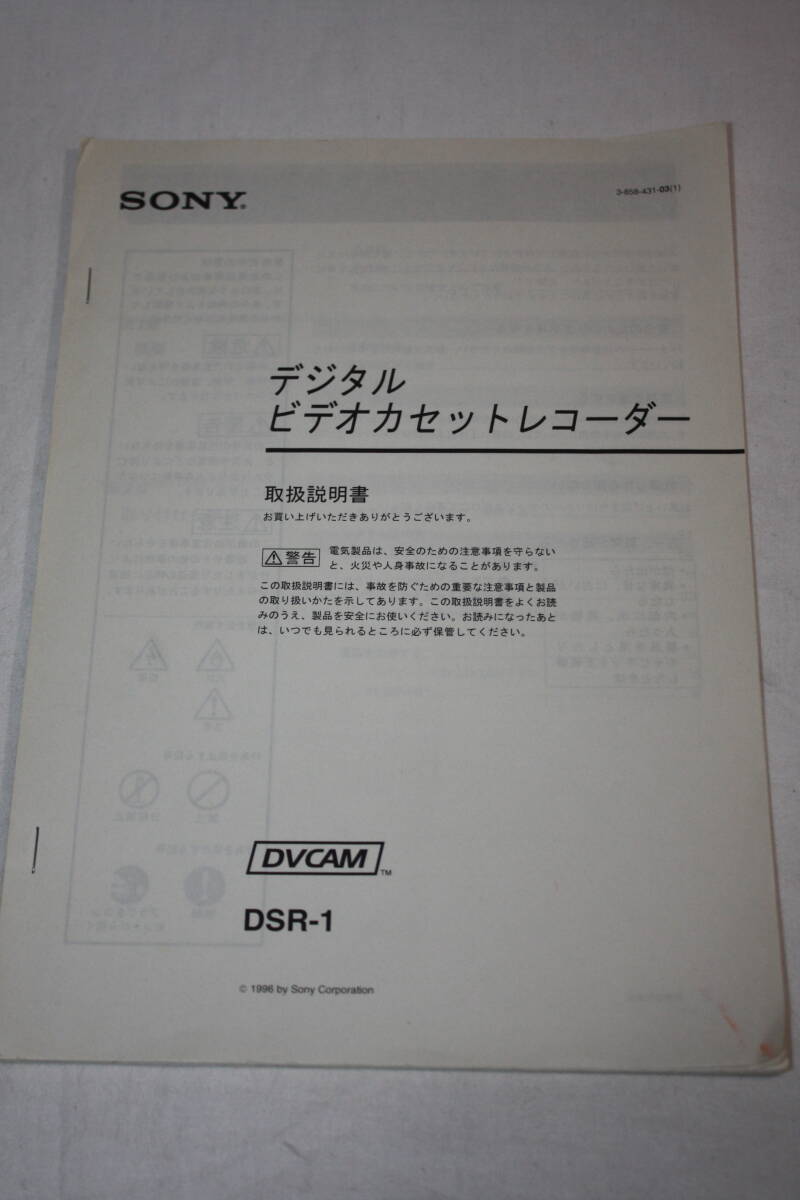 SONY®
3-858-431-03(1)
デジタル
ビデオカセットレコーダー
取扱説明書
お買い上げいただきありがとうございます。
警告
電気製品は、安全のための注意事項を守らない
と、火災や人身事故になることがあります。
この取扱説明書には、事故を防ぐための重要な注意事項と製品
の取り扱いかたを示してあります。この取扱説明書をよくお読
みのうえ、製品を安全にお使いください。お読みになったあと
は、いつでも見られるところに必ず保管してください。
DVCAM™
DSR-1
© 1996 by Sony Corporation